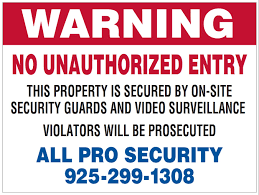 WARNING
NO UNAUTHORIZED ENTRY
THIS PROPERTY IS SECURED BY ON-SITE
SECURITY GUARDS AND VIDEO SURVEILLANCE
VIOLATORS WILL BE PROSECUTED
ALL PRO SECURITY
925-299-1308